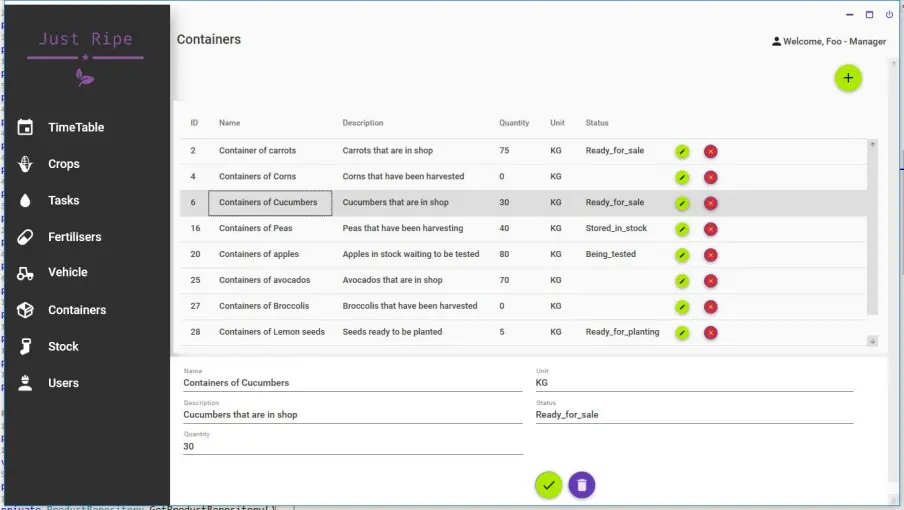 Just Ripe
Containers
Welcome, Foo - Manager
TimeTable
Crops
Tasks
Fertilisers
Vehicle
Containers
Stock
Users
ID Name Description Quantity Unit Status
2 Container of carrots Carrots that are in shop 75 KG Ready_for_sale
4 Containers of Corns Corns that have been harvested 0 KG
6 Containers of Cucumbers Cucumbers that are in shop 30 KG Ready_for_sale
16 Containers of Peas Peas that have been harvesting 40 KG Stored_in_stock
20 Containers of apples Apples in stock waiting to be tested 80 KG Being_tested
25 Containers of avocados Avocados that are in shop 70 KG
27 Containers of Broccolis Broccolis that have been harvested 0 KG
28 Containers of Lemon seeds Seeds ready to be planted 5 KG Ready_for_planting
Name Unit
Containers of Cucumbers KG
Description Status
Cucumbers that are in shop Ready_for_sale
Quantity
30
private ProductRepository GetProductRepository()